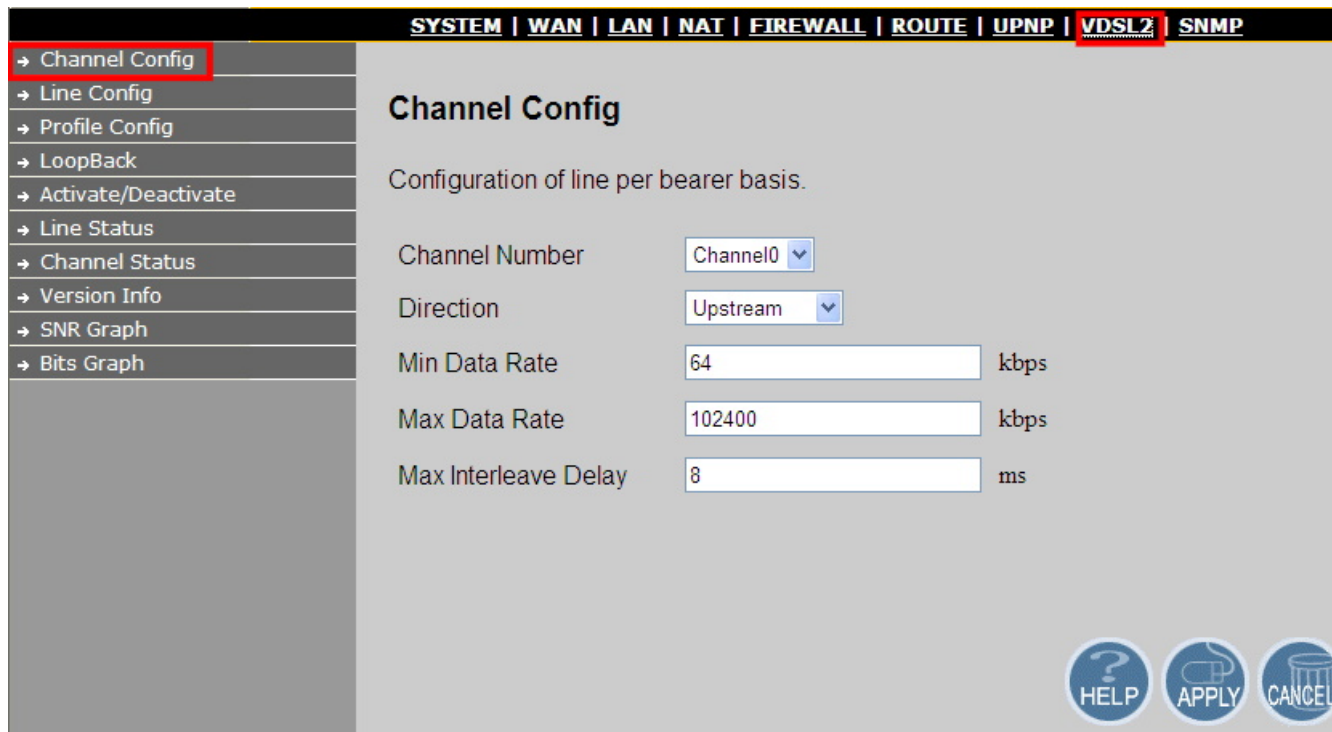 SYSTEM | WAN | LAN | NAT | FIREWALL | ROUTE | UPNP | VDSL2 | SNMP
Channel Config
Line Config
Profile Config
LoopBack
Activate/Deactivate
Line Status
Channel Status
Version Info
SNR Graph
Bits Graph
Channel Config
Configuration of line per bearer basis.
Channel Number Channel0
Direction Upstream
Min Data Rate 64 kbps
Max Data Rate 102400 kbps
Max Interleave Delay 8 ms
HELP APPLY CANCEL